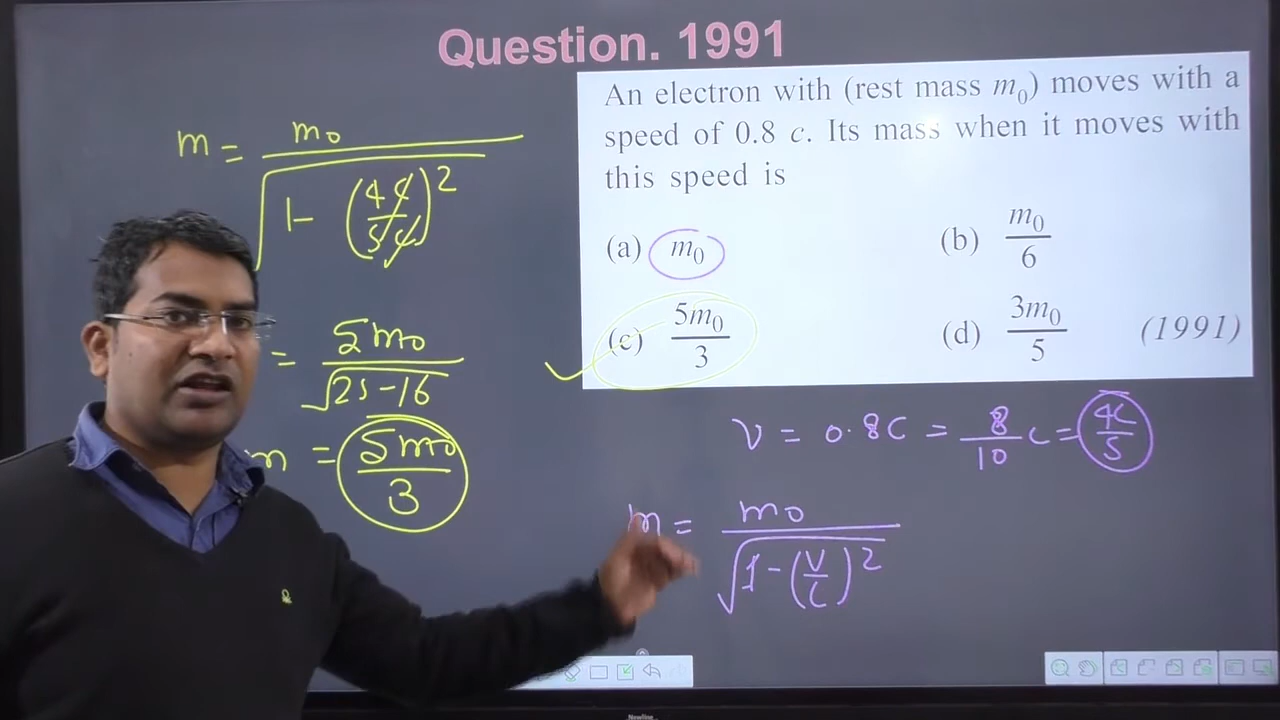 Question. 1991
An electron with (rest mass m₀) moves with a
speed of 0.8 c. Its mass when it moves with
this speed is
(a) m₀ (b) m₀/6
(c) 5m₀/3 (d) 3m₀/5 (1991)
m = m₀/√(1-(4c/5c)²)
= 5m₀/√(25-16)
m = 5m₀/3
v = 0.8c = 8/10 c = 4c/5
m = m₀/√(1-(v/c)²)
Newline